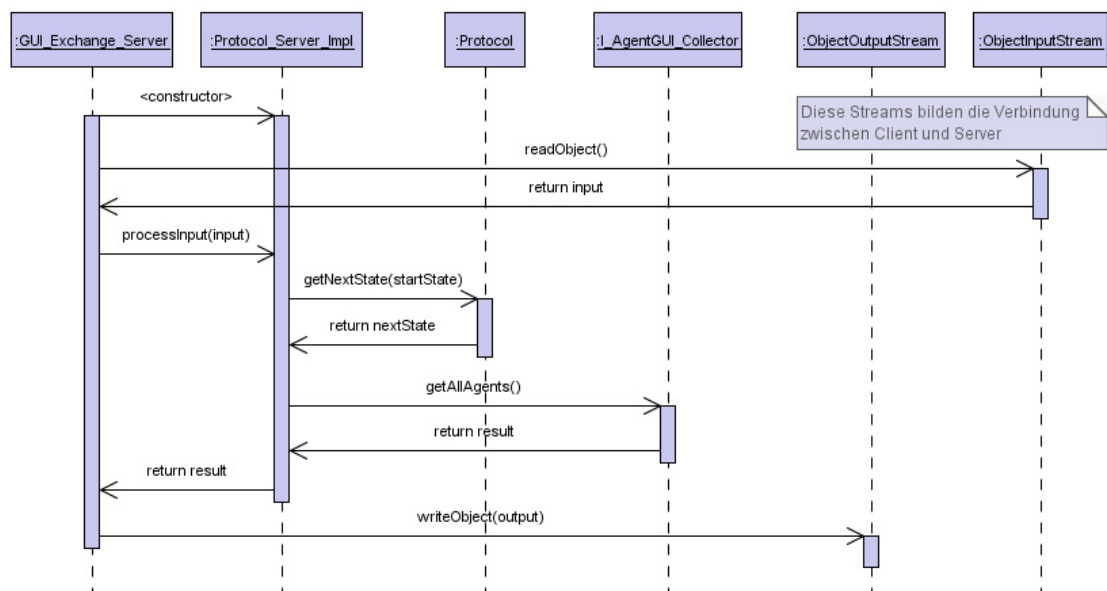 :GUI_Exchange_Server
:Protocol_Server_Impl
:Protocol
:I_AgentGUI_Collector
:ObjectOutputStream
:ObjectInputStream
<constructor>
Diese Streams bilden die Verbindung
zwischen Client und Server
readObject()
return input
processInput(input)
getNextState(startState)
return nextState
getAllAgents()
return result
return result
writeObject(output)